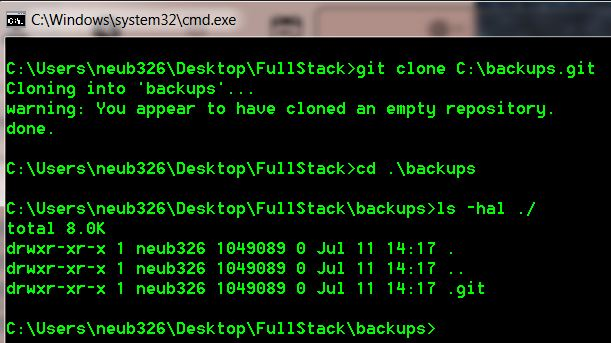 C:\Windows\system32\cmd.exe
C:\Users\neub326\Desktop\FullStack>git clone C:\backups.git
Cloning into 'backups'...
warning: You appear to have cloned an empty repository.
done.
C:\Users\neub326\Desktop\FullStack>cd .\backups
C:\Users\neub326\Desktop\FullStack\backups>ls -hal ./
total 8.0K
drwxr-xr-x 1 neub326 1049089 0 Jul 11 14:17 .
drwxr-xr-x 1 neub326 1049089 0 Jul 11 14:17 ..
drwxr-xr-x 1 neub326 1049089 0 Jul 11 14:17 .git
C:\Users\neub326\Desktop\FullStack\backups>